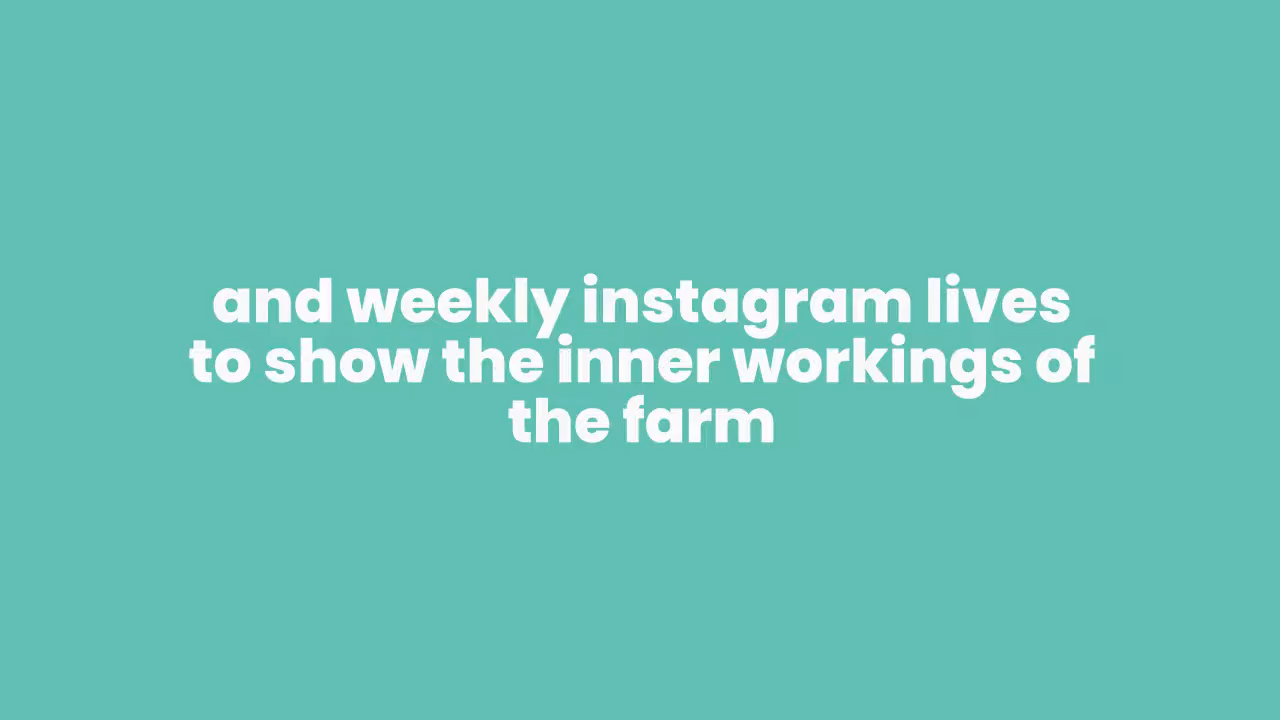 and weekly instagram lives
to show the inner workings of
the farm